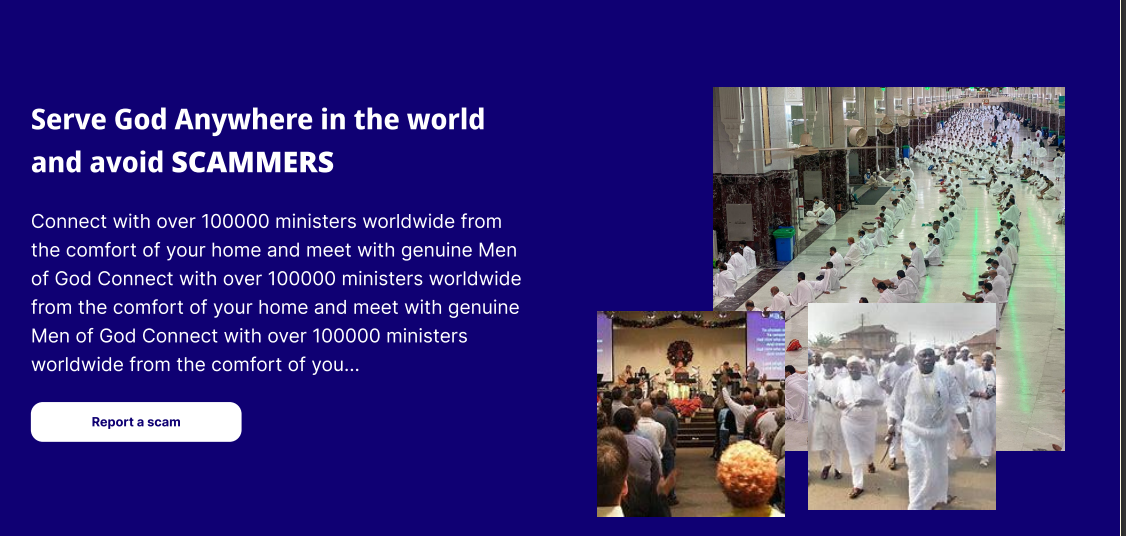 Serve God Anywhere in the world
and avoid SCAMMERS
Connect with over 100000 ministers worldwide from
the comfort of your home and meet with genuine Men
of God Connect with over 100000 ministers worldwide
from the comfort of your home and meet with genuine
Men of God Connect with over 100000 ministers
worldwide from the comfort of you...
Report a scam